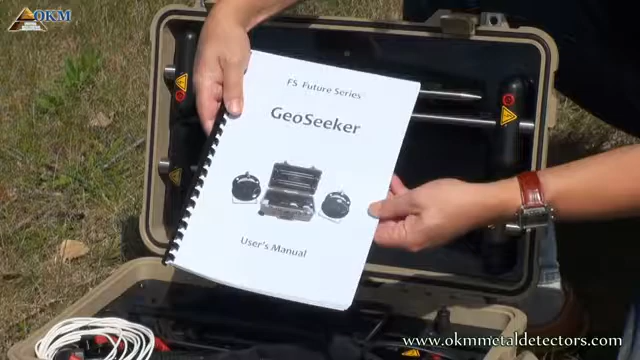 OKM
FS Future Series
GeoSeeker
User's Manual
www.okmmetaldetectors.com